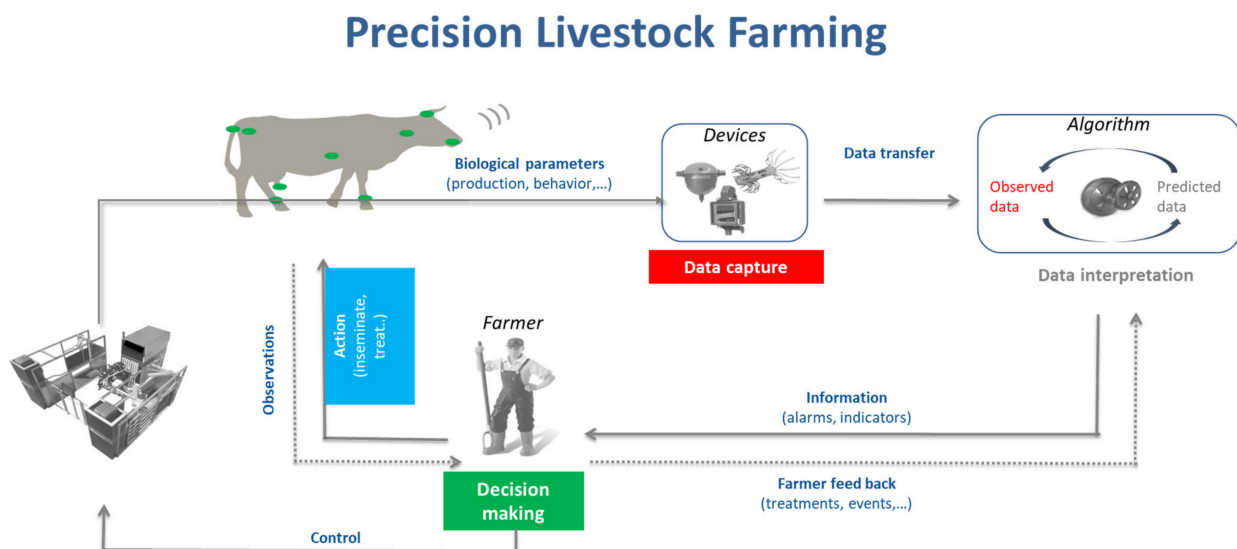 Precision Livestock Farming
Biological parameters
(production, behavior,...)
Devices
Data capture
Data transfer
Algorithm
Observed
data
Predicted
data
Data interpretation
Observations
Action
(inseminate,
treat..)
Farmer
Decision
making
Information
(alarms, indicators)
Farmer feed back
(treatments, events,...)
Control